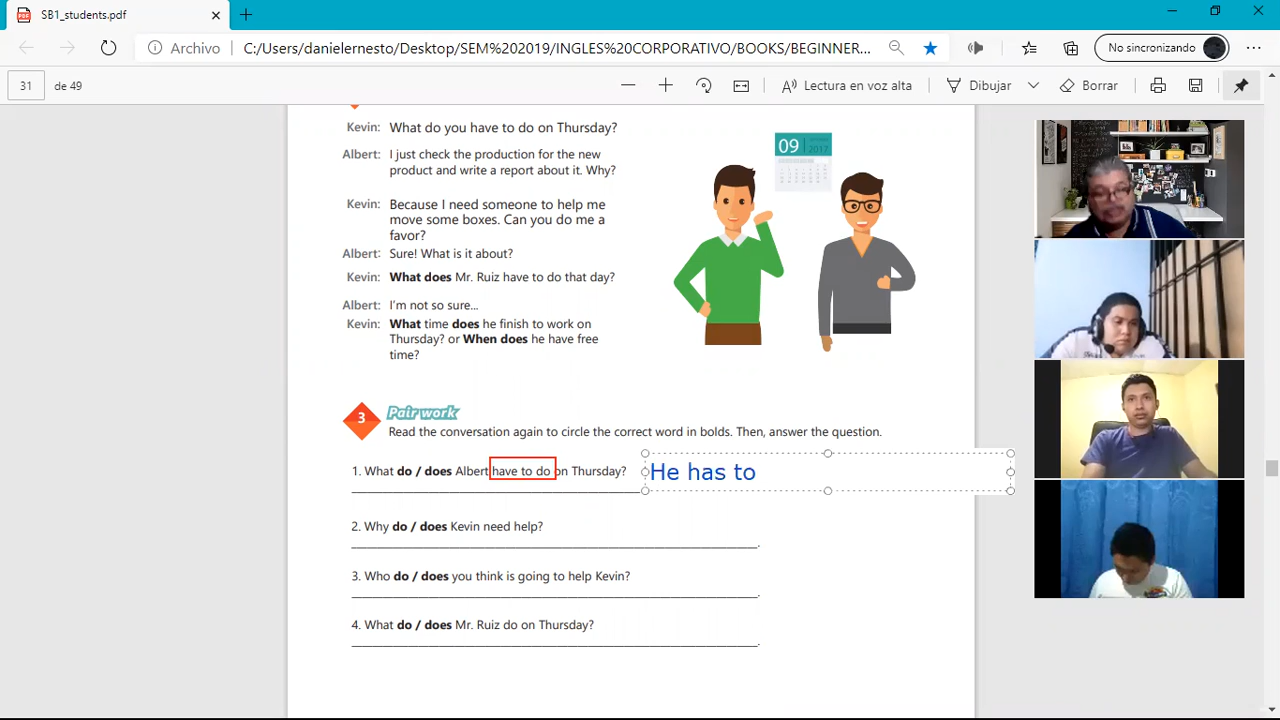 SB1_students.pdf
Archivo
C:/Users/danielernesto/Desktop/SEM%202019/INGLES%20CORPORATIVO/BOOKS/BEGINNER...
No sincronizando
31 de 49
Lectura en voz alta
Dibujar
Borrar
Kevin: What do you have to do on Thursday?
Albert: I just check the production for the new
product and write a report about it. Why?
Kevin: Because I need someone to help me
move some boxes. Can you do me a
favor?
Albert: Sure! What is it about?
Kevin: What does Mr. Ruiz have to do that day?
Albert: I'm not so sure...
Kevin: What time does he finish to work on
Thursday? or When does he have free
time?
09
2017
3 Pair work
Read the conversation again to circle the correct word in bolds. Then, answer the question.
1. What do / does Albert have to do on Thursday?
He has to
2. Why do / does Kevin need help?
3. Who do / does you think is going to help Kevin?
4. What do / does Mr. Ruiz do on Thursday?